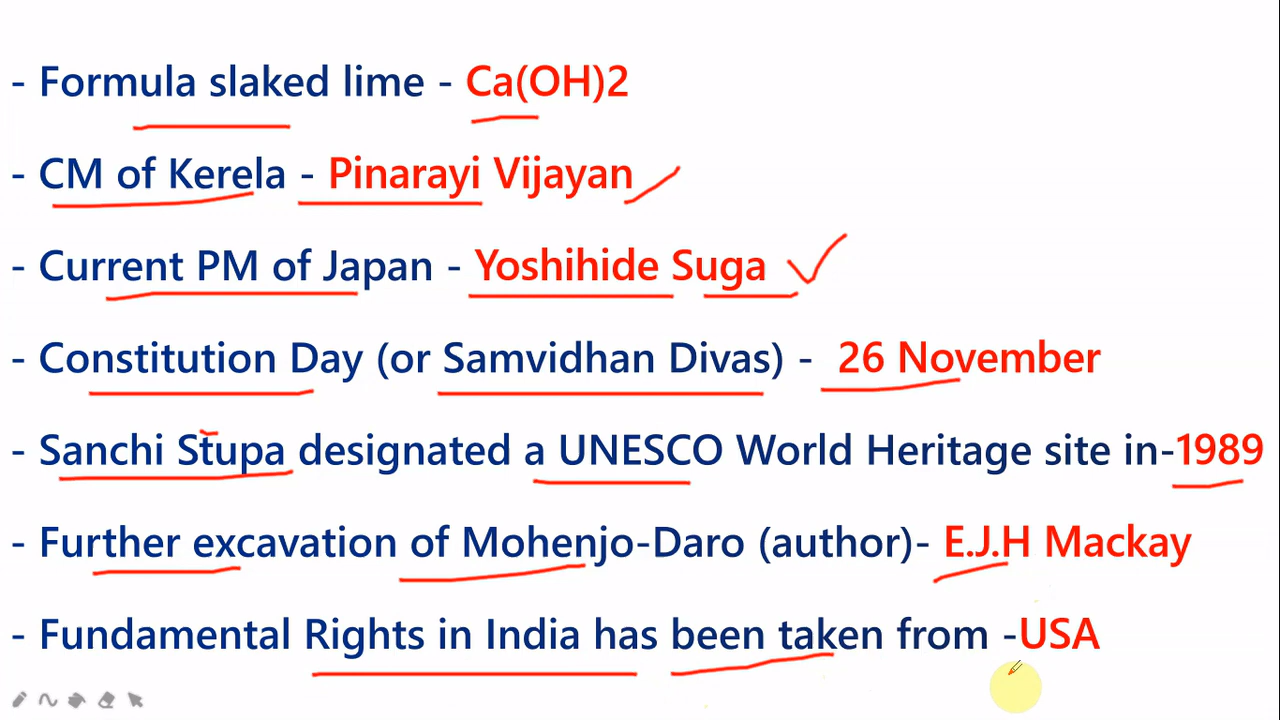 - Formula slaked lime - Ca(OH)2
- CM of Kerela - Pinarayi Vijayan
- Current PM of Japan - Yoshihide Suga
- Constitution Day (or Samvidhan Divas) - 26 November
- Sanchi Stupa designated a UNESCO World Heritage site in-1989
- Further excavation of Mohenjo-Daro (author)- E.J.H Mackay
- Fundamental Rights in India has been taken from -USA